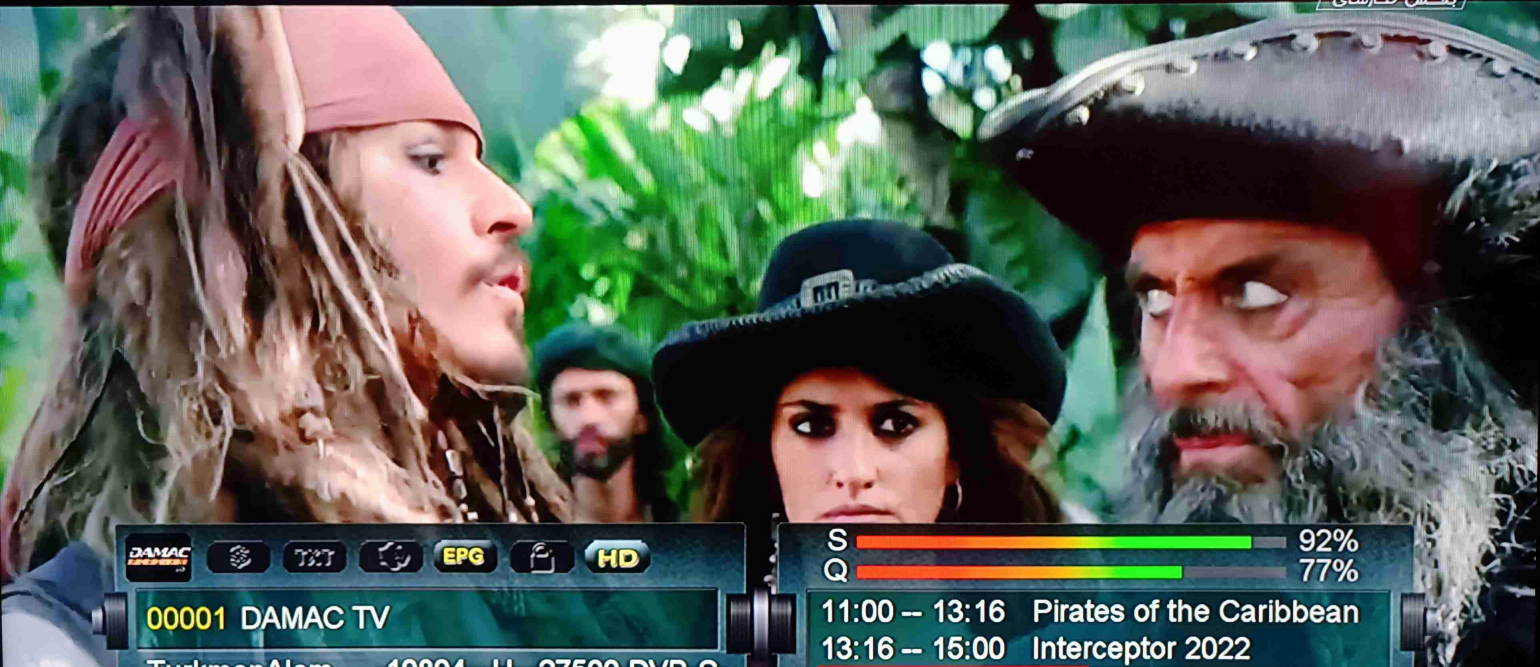 DAMAC
TXT
EPG
HD
00001 DAMAC TV
S 92%
Q 77%
11:00 -- 13:16 Pirates of the Caribbean
13:16 -- 15:00 Interceptor 2022